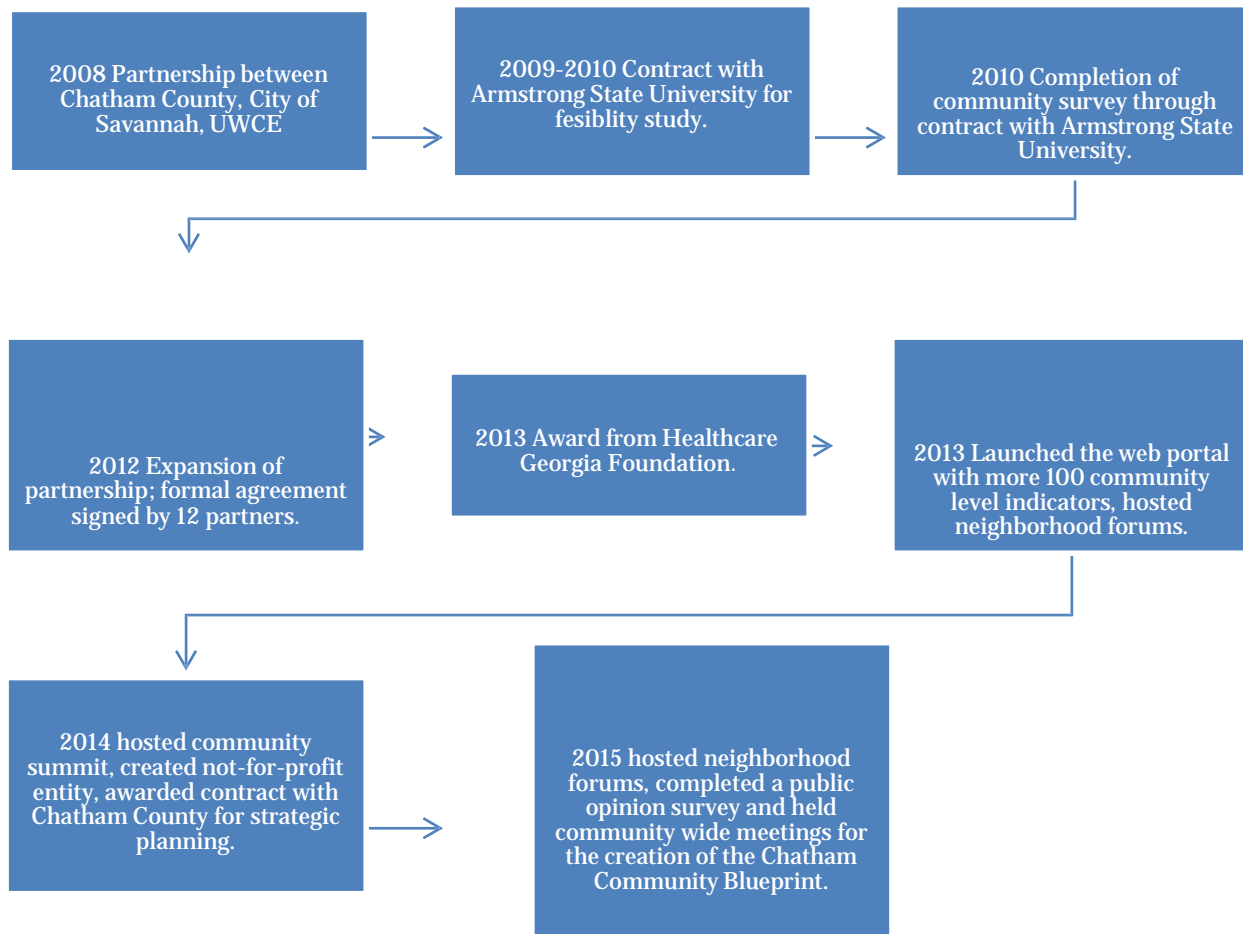 2008 Partnership between
Chatham County, City of
Savannah, UWCE
2009-2010 Contract with
Armstrong State University for
fesiblity study.
2010 Completion of
community survey through
contract with Armstrong State
University.
2012 Expansion of
partnership; formal agreement
signed by 12 partners.
2013 Award from Healthcare
Georgia Foundation.
2013 Launched the web portal
with more 100 community
level indicators, hosted
neighborhood forums.
2014 hosted community
summit, created not-for-profit
entity, awarded contract with
Chatham County for strategic
planning.
2015 hosted neighborhood
forums, completed a public
opinion survey and held
community wide meetings for
the creation of the Chatham
Community Blueprint.